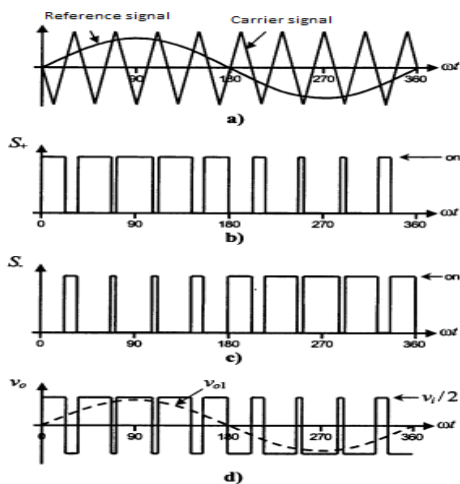 Reference signal Carrier signal
90 180 270 360 ωt
a)
S+
on
0 90 180 270 360 ωt
b)
S-
on
0 90 180 270 360 ωt
c)
vo vo1 vi/2
0 90 180 270 360 ωt
d)